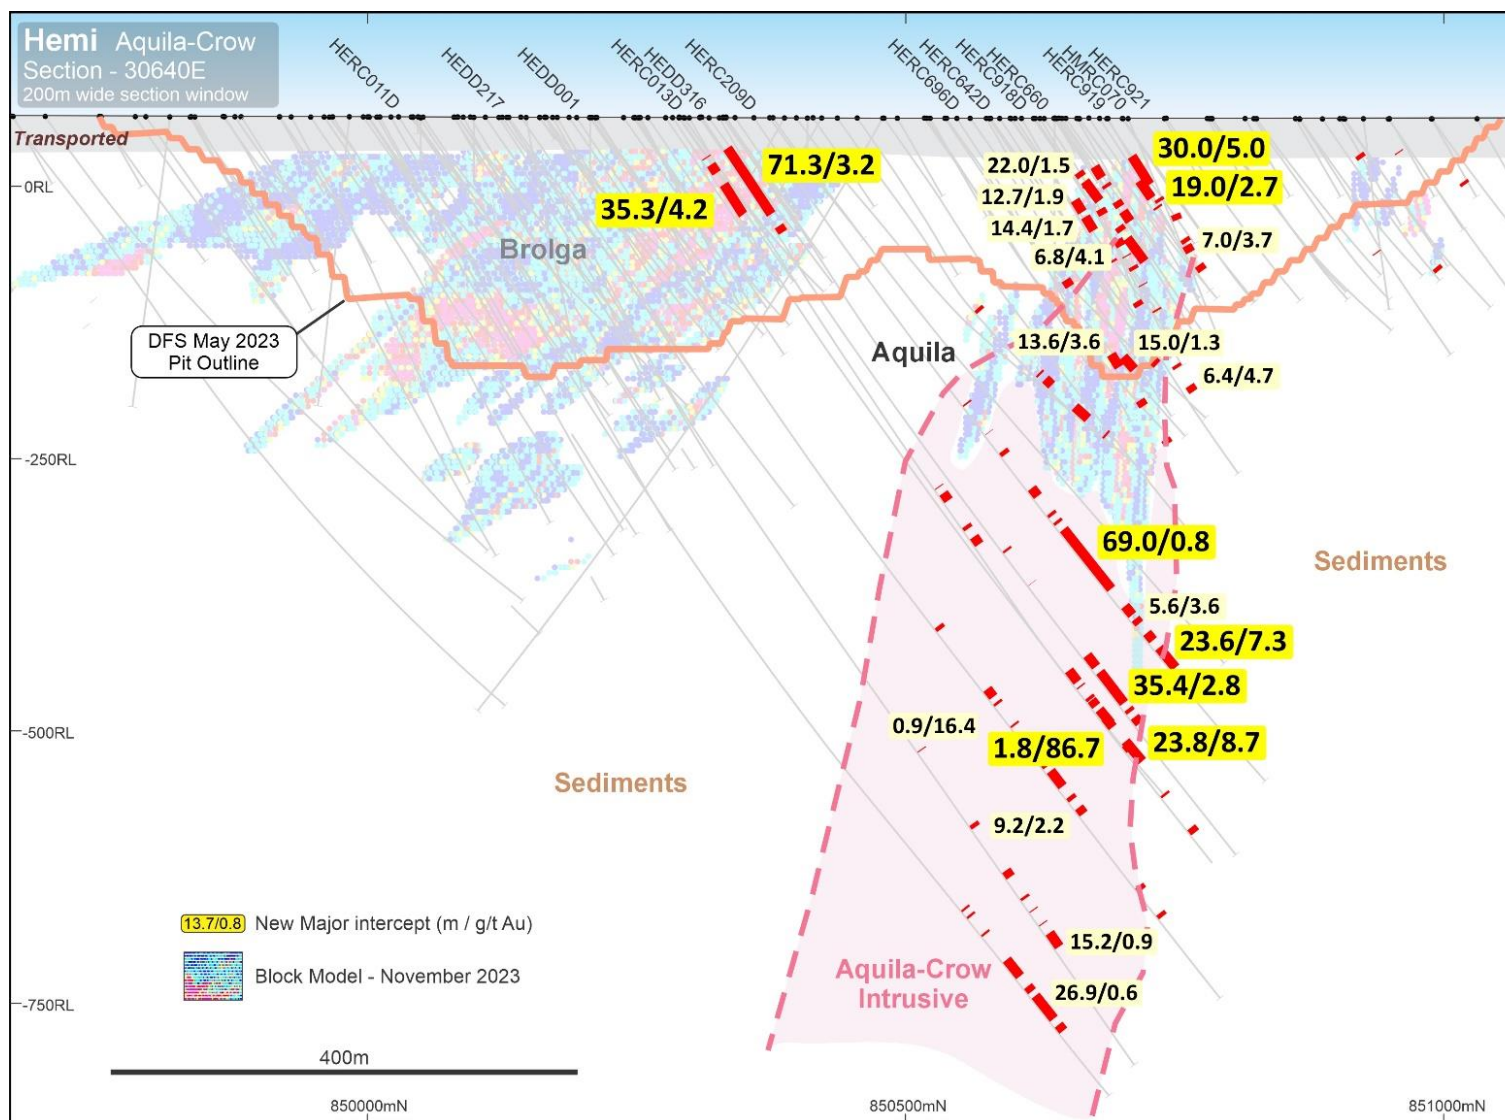 Hemi Aquila-Crow
Section - 30640E
200m wide section window
HERC011D
HEDD217
HEDD001
HERC013D
HEDD316
HERC209D
HERC696D
HERC642D
HERC918D
HERC660
HERC919
HMRC070
HERC921
Transported
0RL
71.3/3.2
35.3/4.2
Brolga
22.0/1.5
12.7/1.9
14.4/1.7
6.8/4.1
30.0/5.0
19.0/2.7
7.0/3.7
DFS May 2023
Pit Outline
Aquila
13.6/3.6
15.0/1.3
6.4/4.7
-250RL
69.0/0.8
Sediments
5.6/3.6
23.6/7.3
35.4/2.8
-500RL
0.9/16.4
1.8/86.7
23.8/8.7
Sediments
9.2/2.2
13.7/0.8 New Major intercept (m / g/t Au)
Block Model - November 2023
15.2/0.9
Aquila-Crow
Intrusive
26.9/0.6
-750RL
400m
850000mN
850500mN
851000mN